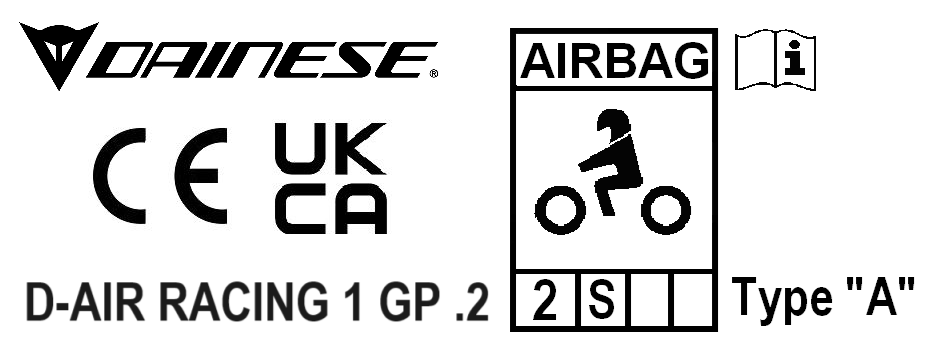 DAINESE®
CE
UK
CA
D-AIR RACING 1 GP .2
AIRBAG
i
2 S
Type "A"